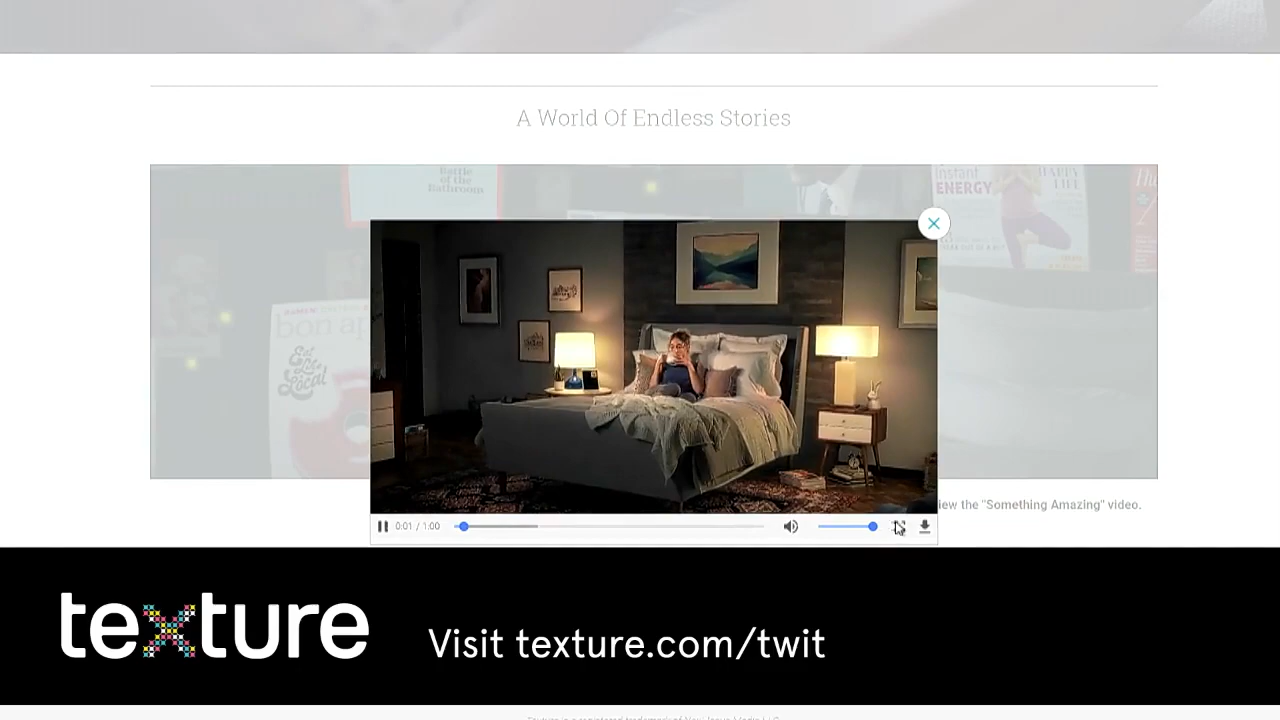 A World Of Endless Stories
Battle
of the
Bathroom
Instant
ENERGY
HAPPY
LIFE
bon ap
Eat
Local
iew the "Something Amazing" video.
0:01 / 1:00
texture
Visit texture.com/twit